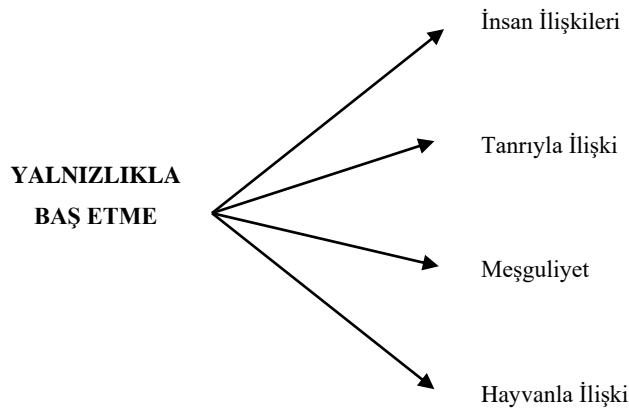 İnsan İlişkileri
Tanrıyla İlişki
YALNIZLIKLA
BAŞ ETME
Meşguliyet
Hayvanla İlişki